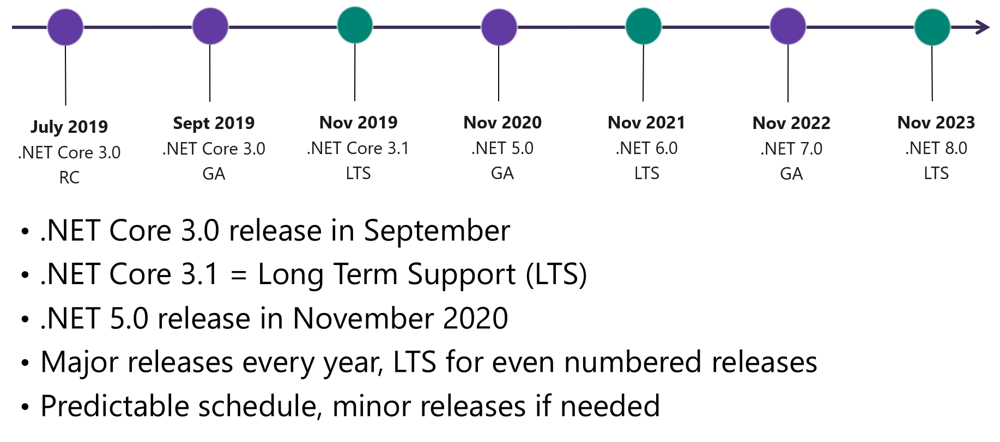 July 2019
.NET Core 3.0
RC
Sept 2019
.NET Core 3.0
GA
Nov 2019
.NET Core 3.1
LTS
Nov 2020
.NET 5.0
GA
Nov 2021
.NET 6.0
LTS
Nov 2022
.NET 7.0
GA
Nov 2023
.NET 8.0
LTS
• .NET Core 3.0 release in September
• .NET Core 3.1 = Long Term Support (LTS)
• .NET 5.0 release in November 2020
• Major releases every year, LTS for even numbered releases
• Predictable schedule, minor releases if needed